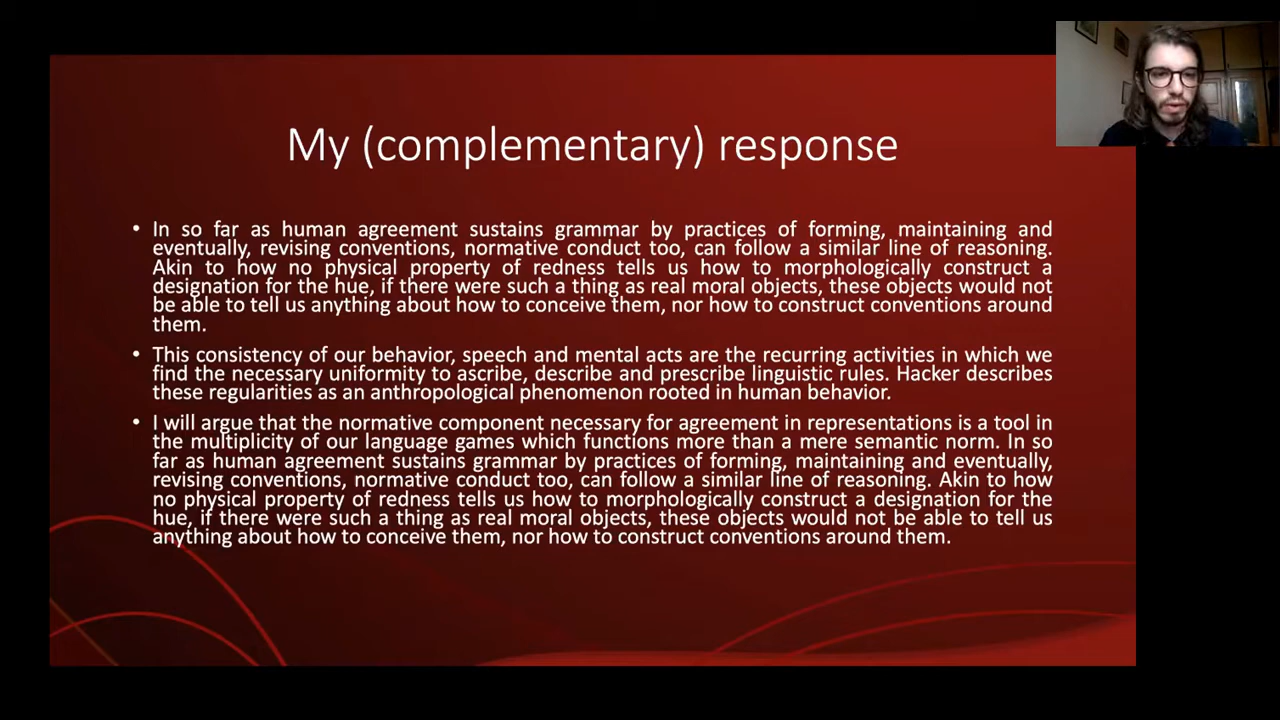 My (complementary) response
• In so far as human agreement sustains grammar by practices of forming, maintaining and
eventually, revising conventions, normative conduct too, can follow a similar line of reasoning.
Akin to how no physical property of redness tells us how to morphologically construct a
designation for the hue, if there were such a thing as real moral objects, these objects would not
be able to tell us anything about how to conceive them, nor how to construct conventions around
them.
• This consistency of our behavior, speech and mental acts are the recurring activities in which we
find the necessary uniformity to ascribe, describe and prescribe linguistic rules. Hacker describes
these regularities as an anthropological phenomenon rooted in human behavior.
• I will argue that the normative component necessary for agreement in representations is a tool in
the multiplicity of our language games which functions more than a mere semantic norm. In so
far as human agreement sustains grammar by practices of forming, maintaining and eventually,
revising conventions, normative conduct too, can follow a similar line of reasoning. Akin to how
no physical property of redness tells us how to morphologically construct a designation for the
hue, if there were such a thing as real moral objects, these objects would not be able to tell us
anything about how to conceive them, nor how to construct conventions around them.